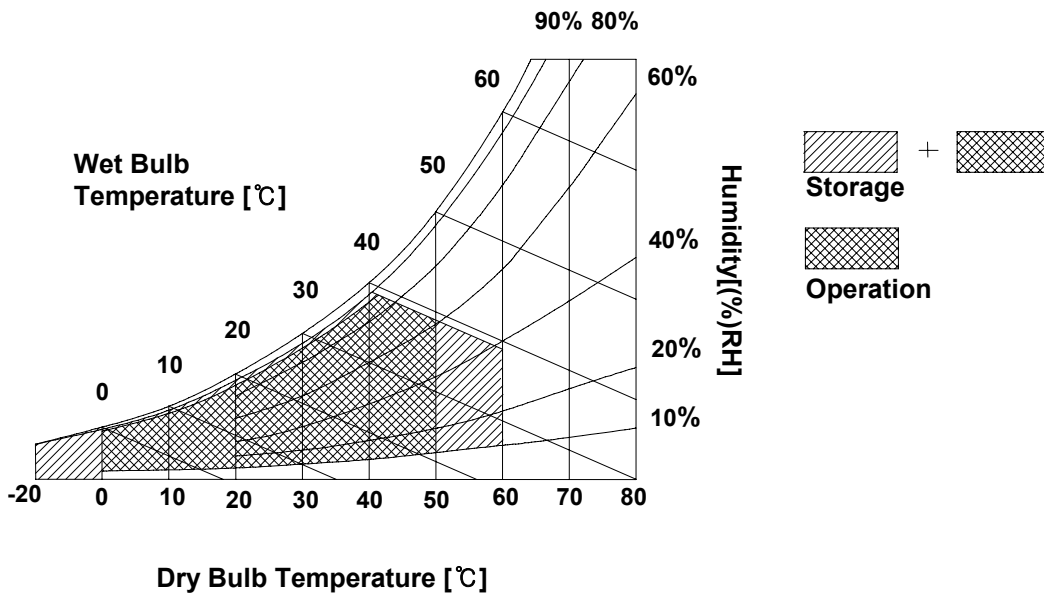 90% 80%
60
60%
50
Wet Bulb
Temperature [℃]
40
40%
30
20
20%
10
10%
0
Humidity[(%)RH]
+
Storage
Operation
-20 0 10 20 30 40 50 60 70 80
Dry Bulb Temperature [℃]